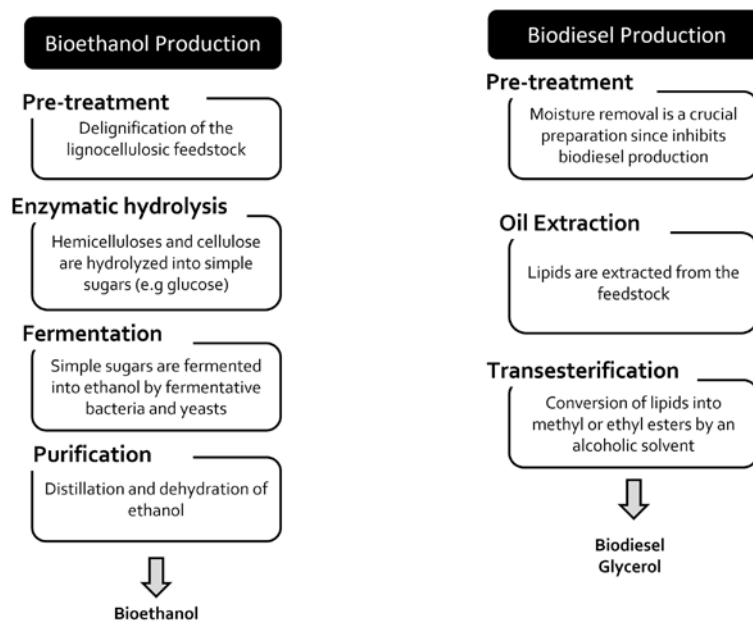 Bioethanol Production
Pre-treatment
Delignification of the
lignocellulosic feedstock
Enzymatic hydrolysis
Hemicelluloses and cellulose
are hydrolyzed into simple
sugars (e.g glucose)
Fermentation
Simple sugars are fermented
into ethanol by fermentative
bacteria and yeasts
Purification
Distillation and dehydration of
ethanol
Bioethanol
Biodiesel Production
Pre-treatment
Moisture removal is a crucial
preparation since inhibits
biodiesel production
Oil Extraction
Lipids are extracted from the
feedstock
Transesterification
Conversion of lipids into
methyl or ethyl esters by an
alcoholic solvent
Biodiesel
Glycerol